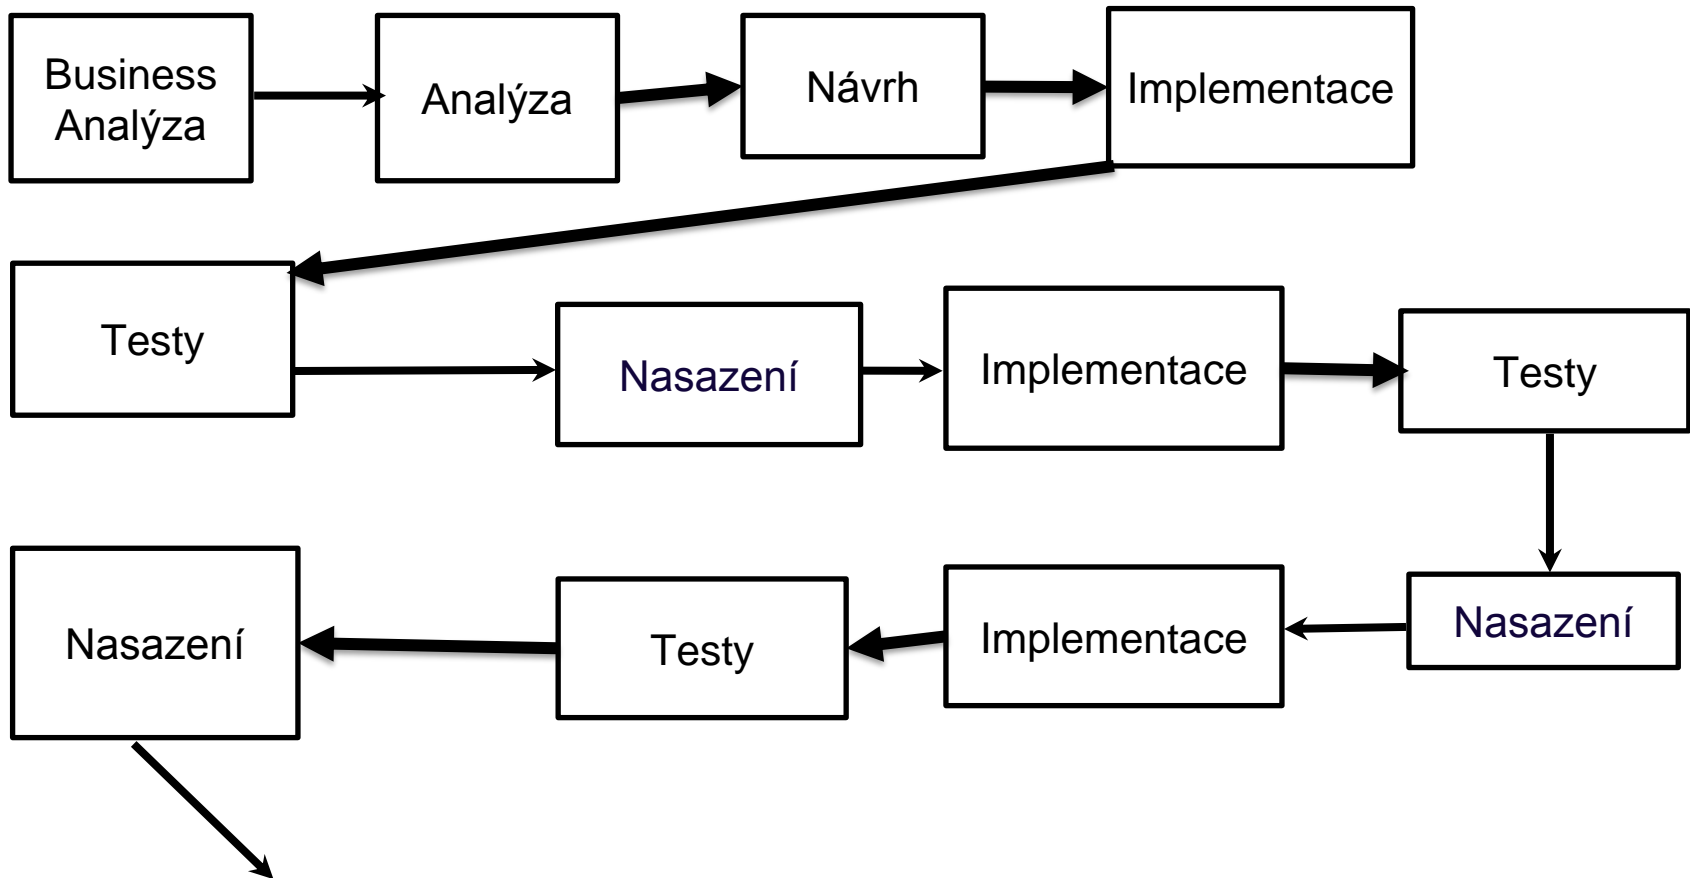 Business
Analýza
Analýza
Návrh
Implementace
Testy
Nasazení
Implementace
Testy
Nasazení
Implementace
Testy
Nasazení